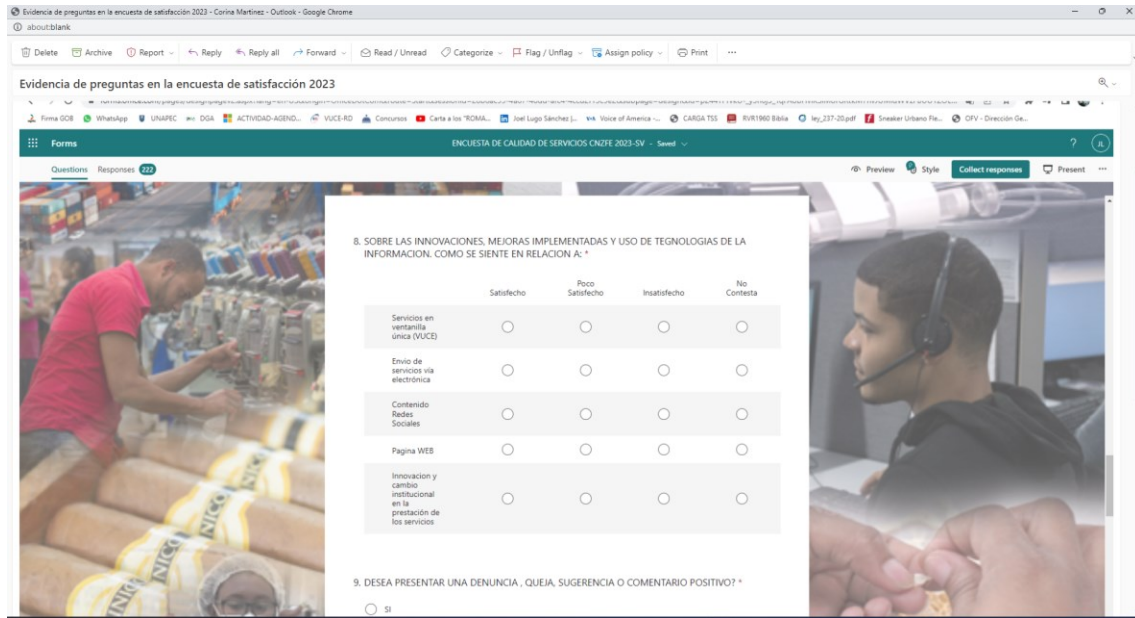 Evidencia de preguntas en la encuesta de satisfacción 2023 - Corina Martinez - Outlook - Google Chrome
about:blank
Delete Archive Report Reply Reply all Forward Read / Unread Categorize Flag / Unflag Assign policy Print ...
Evidencia de preguntas en la encuesta de satisfacción 2023
Firma GOB WhatsApp UNAPEC DGA ACTIVIDAD-AGEND... VUCE-RD Concursos Carta a los "ROMA... Joel Lugo Sánchez |... Voice of America -... CARGA TSS RVR1960 Biblia ley_237-20.pdf Sneaker Urbano Fle... OFV - Dirección Ge...
Forms ENCUESTA DE CALIDAD DE SERVICIOS CNZFE 2023-SV - Saved ? JL
Questions Responses 222 Preview Style Collect responses Present ...
8. SOBRE LAS INNOVACIONES, MEJORAS IMPLEMENTADAS Y USO DE TEGNOLOGIAS DE LA
INFORMACION. COMO SE SIENTE EN RELACION A: *
Satisfecho Poco Satisfecho Insatisfecho No Contesta
Servicios en
ventanilla
única (VUCE)
Envio de
servicios vía
electrónica
Contenido
Redes
Sociales
Pagina WEB
Innovacion y
cambio
institucional
en la
prestación de
los servicios
9. DESEA PRESENTAR UNA DENUNCIA , QUEJA, SUGERENCIA O COMENTARIO POSITIVO? *
SI